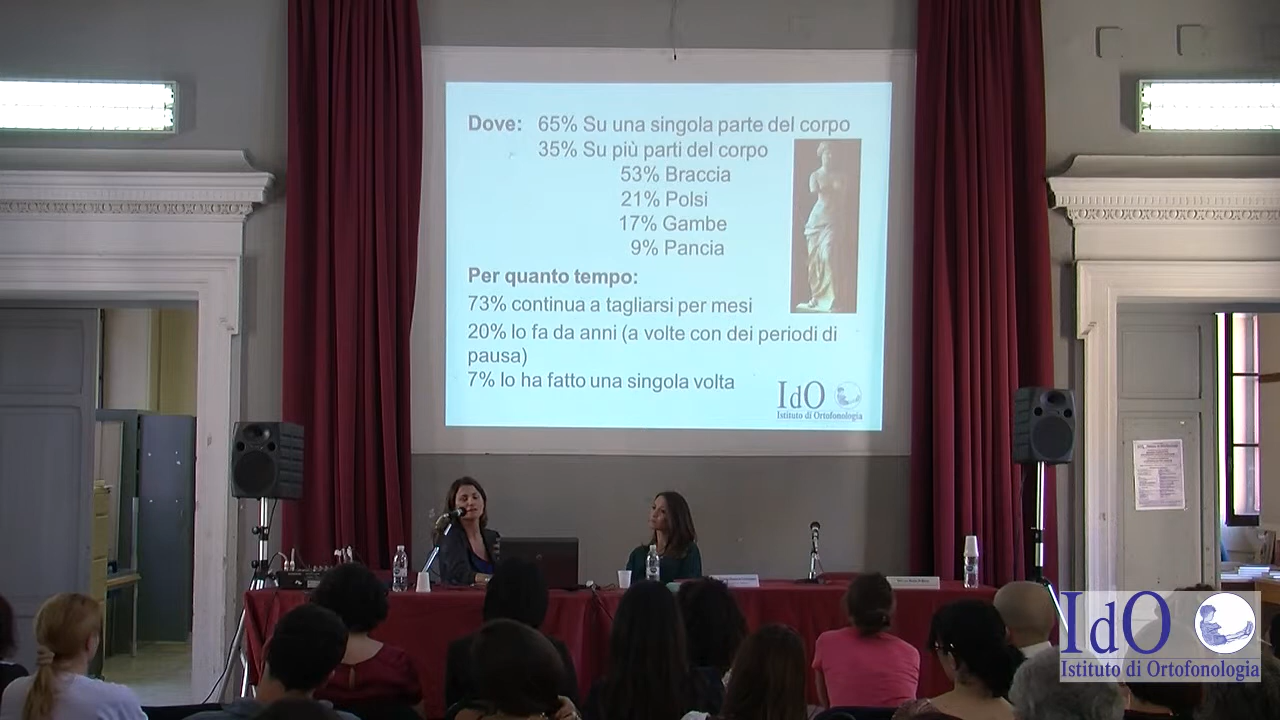 Dove: 65% Su una singola parte del corpo
35% Su più parti del corpo
53% Braccia
21% Polsi
17% Gambe
9% Pancia
Per quanto tempo:
73% continua a tagliarsi per mesi
20% lo fa da anni (a volte con dei periodi di
pausa)
7% lo ha fatto una singola volta
IdO
Istituto di Ortofonologia
IdO
Istituto di Ortofonologia